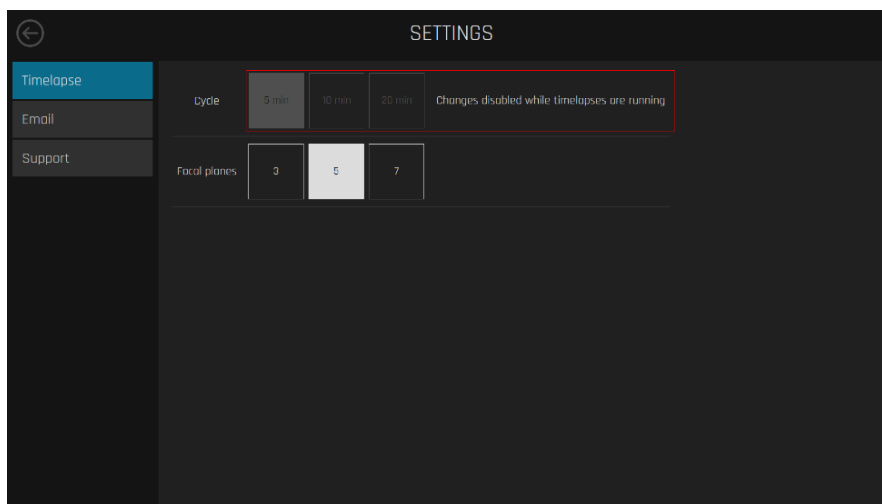 SETTINGS
Timelapse
Email
Support
Cycle
5 min
10 min
20 min
Changes disabled while timelapses are running
Focal planes
3
5
7